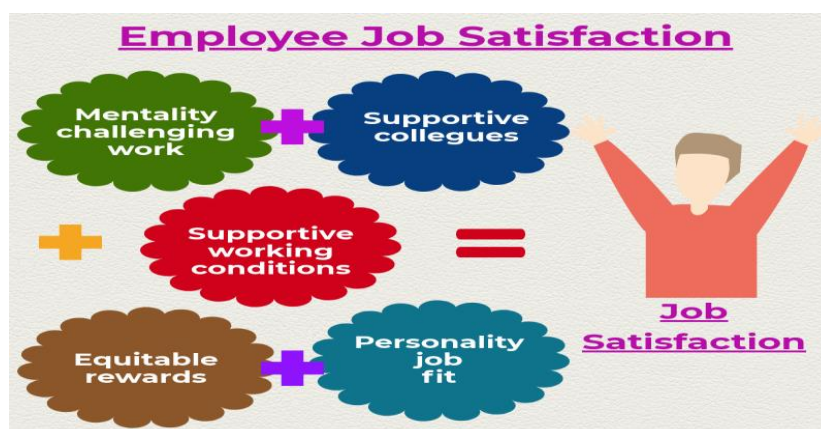 Employee Job Satisfaction
Mentality
challenging
work
+
Supportive
collegues
+
Supportive
working
conditions
=
Equitable
rewards
+
Personality
job
fit
Job
Satisfaction